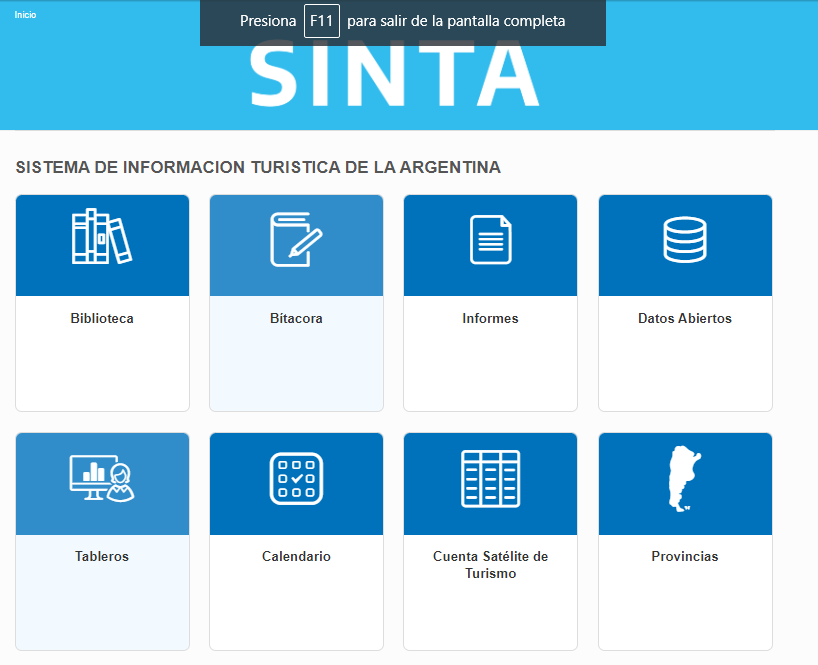 Inicio
Presiona F11 para salir de la pantalla completa
SINTA
SISTEMA DE INFORMACION TURISTICA DE LA ARGENTINA
Biblioteca
Bítacora
Informes
Datos Abiertos
Tableros
Calendario
Cuenta Satélite de
Turismo
Provincias